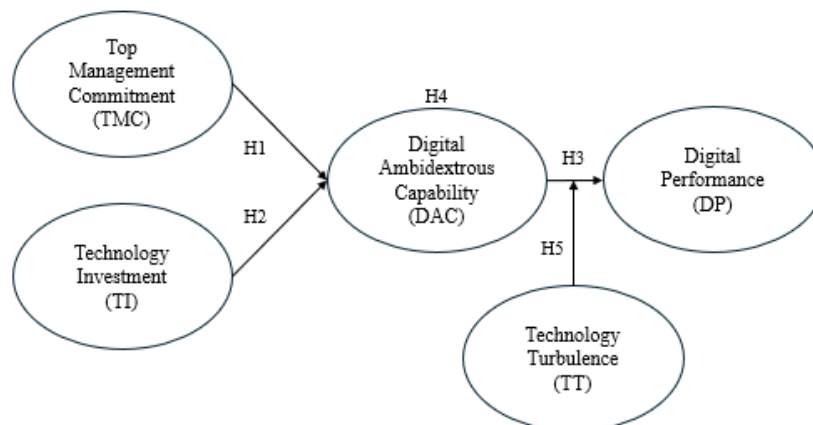 Top
Management
Commitment
(TMC)
H1
H2
Technology
Investment
(TI)
H4
Digital
Ambidextrous
Capability
(DAC)
H3
Digital
Performance
(DP)
H5
Technology
Turbulence
(TT)